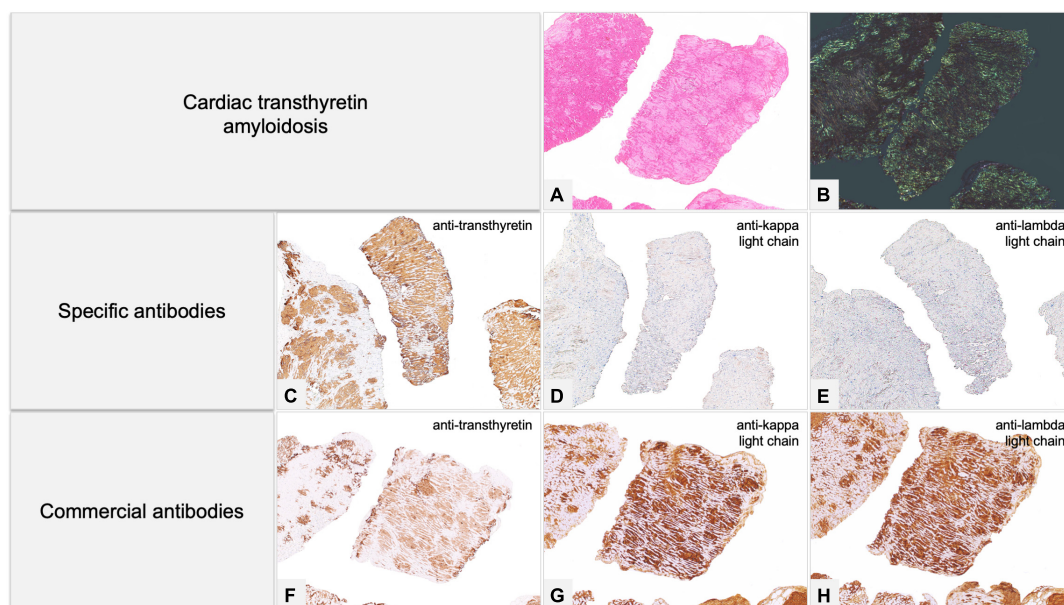 Cardiac transthyretin
amyloidosis
A
B
Specific antibodies
anti-transthyretin
C
anti-kappa
light chain
D
anti-lambda
light chain
E
Commercial antibodies
anti-transthyretin
F
anti-kappa
light chain
G
anti-lambda
light chain
H